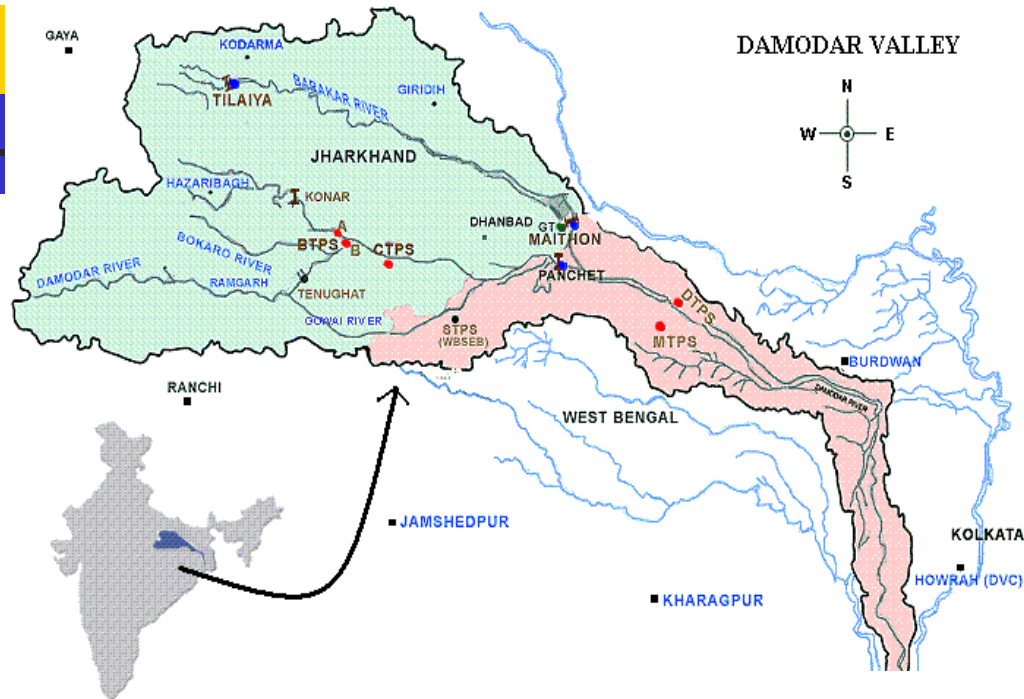 GAYA
KODARMA
DAMODAR VALLEY
N
W
E
S
TILAIYA
BARAKAR RIVER
GIRIDIH
JHARKHAND
HAZARIBAGH
KONAR
A
BTPS
B
CTPS
DHANBAD
GT
MAITHON
BOKARO RIVER
PANCHET
DAMODAR RIVER
RAMGARH
TENUGHAT
GOWAI RIVER
STPS
(WBSEB)
DTPS
MTPS
BURDWAN
RANCHI
DAMODAR RIVER
WEST BENGAL
JAMSHEDPUR
KOLKATA
HOWRAH (DVC)
KHARAGPUR